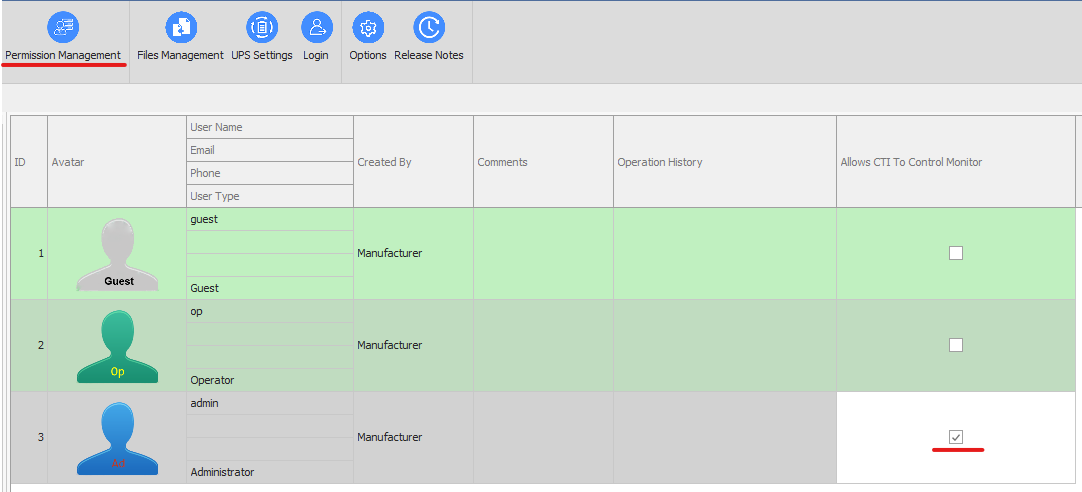 Permission Management
Files Management
UPS Settings
Login
Options
Release Notes
ID
Avatar
User Name
Email
Phone
User Type
Created By
Comments
Operation History
Allows CTI To Control Monitor
1
Guest
guest
Guest
Manufacturer
2
Op
op
Operator
Manufacturer
3
Ad
admin
Administrator
Manufacturer